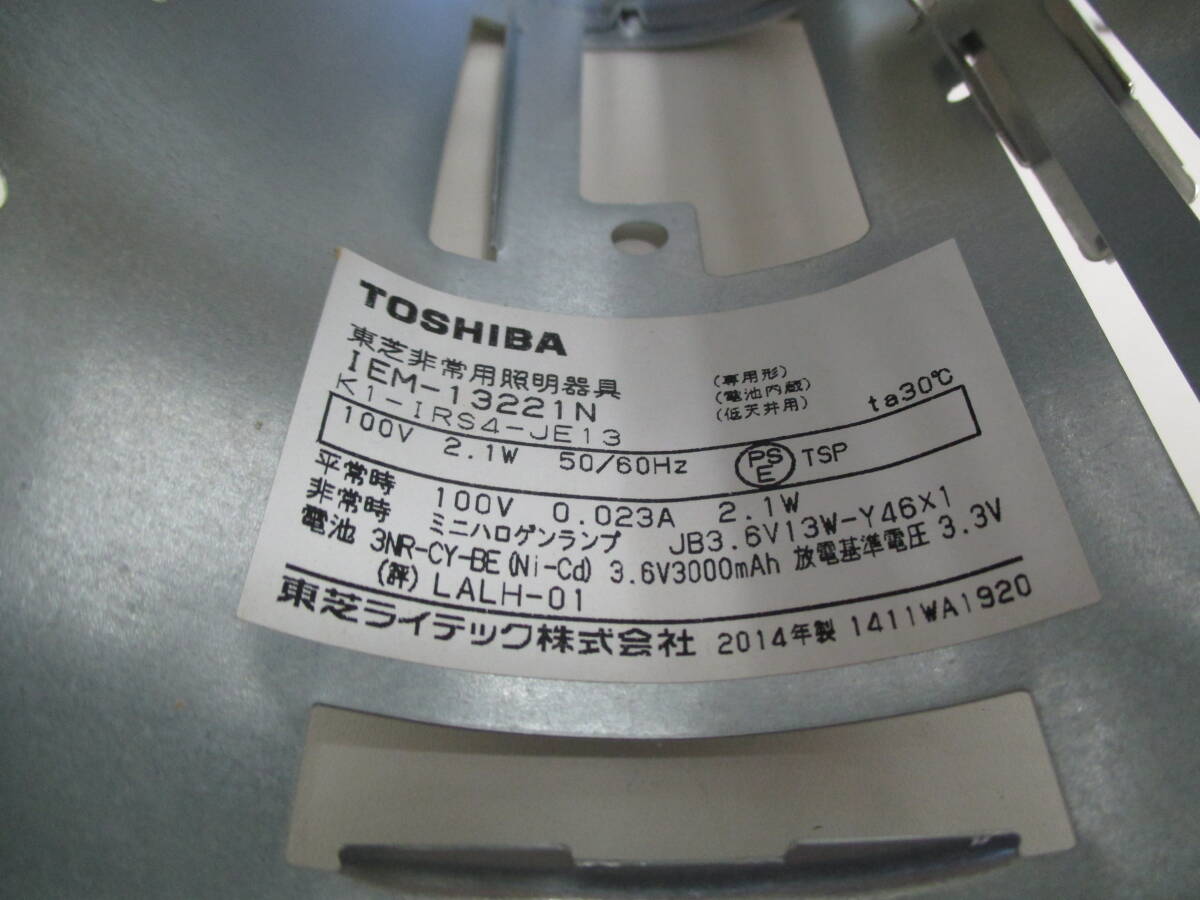 TOSHIBA
東芝非常用照明器具
IEM-13221N
K1-IRS4-JE13
(専用形)
(電池内蔵)
(低天井用)
ta30℃
100V 2.1W 50/60Hz PSE TSP
平常時 100V 0.023A 2.1W
非常時 ミニハロゲンランプ JB3.6V13W-Y46×1
電池 3NR-CY-BE(Ni-Cd) 3.6V3000mAh 放電基準電圧 3.3V
(評) LALH-01
東芝ライテック株式会社 2014年製 1411WA1920